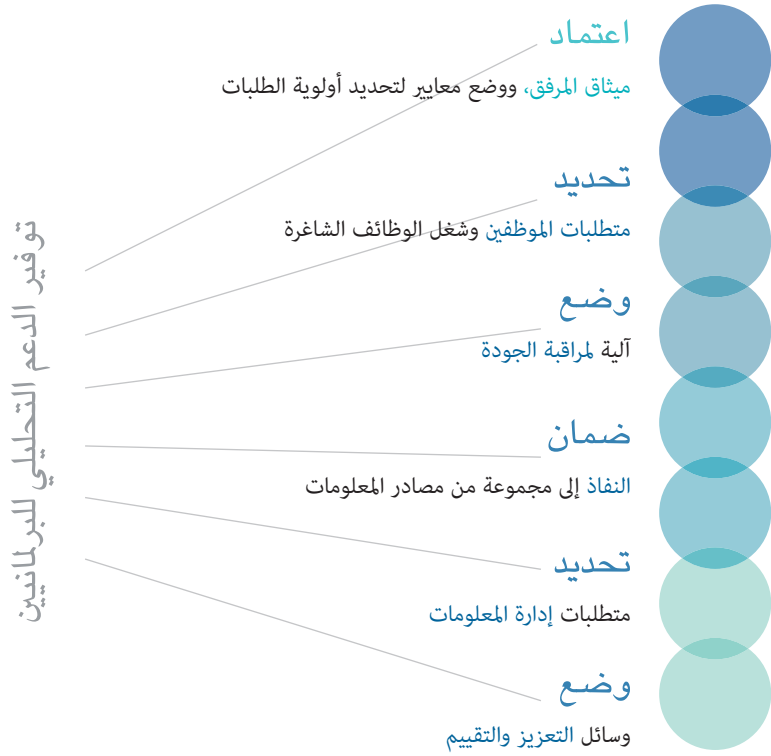 اعتماد
ميثاق المرفق، ووضع معايير لتحديد أولوية الطلبات
تحديد
متطلبات الموظفين وشغل الوظائف الشاغرة
وضع
آلية لمراقبة الجودة
ضمان
النفاذ إلى مجموعة من مصادر المعلومات
تحديد
متطلبات إدارة المعلومات
وضع
وسائل التعزيز والتقييم
توفير الدعم التحليلي للبرلمانيين